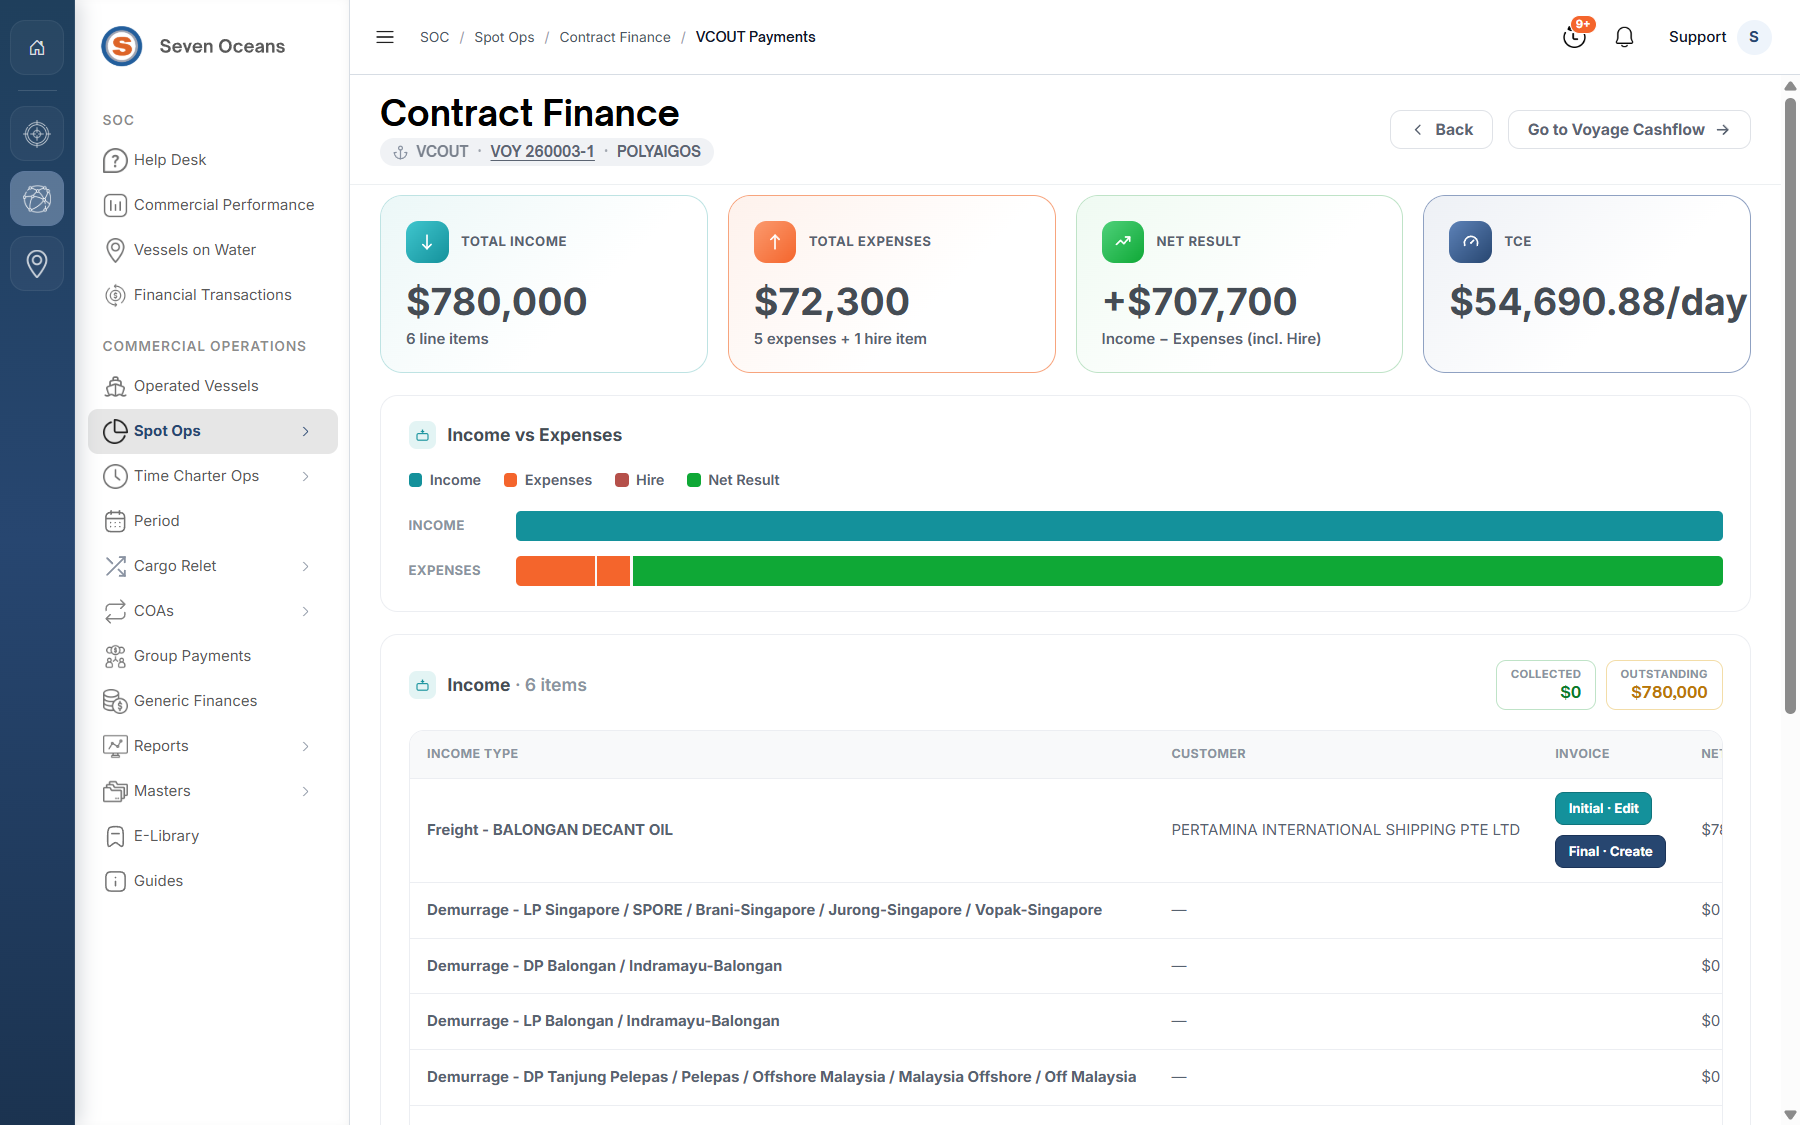 Seven Oceans
SOC
Help Desk
Commercial Performance
Vessels on Water
Financial Transactions
COMMERCIAL OPERATIONS
Operated Vessels
Spot Ops
Time Charter Ops
Period
Cargo Relet
COAs
Group Payments
Generic Finances
Reports
Masters
E-Library
Guides
SOC / Spot Ops / Contract Finance / VCOUT Payments
9+
Support S
Contract Finance
VCOUT · VOY 260003-1 · POLYAIGOS
Back
Go to Voyage Cashflow
TOTAL INCOME
$780,000
6 line items
TOTAL EXPENSES
$72,300
5 expenses + 1 hire item
NET RESULT
+$707,700
Income − Expenses (incl. Hire)
TCE
$54,690.88/day
Income vs Expenses
Income Expenses Hire Net Result
INCOME
EXPENSES
Income · 6 items
COLLECTED
$0
OUTSTANDING
$780,000
INCOME TYPE CUSTOMER INVOICE NET
Freight - BALONGAN DECANT OIL PERTAMINA INTERNATIONAL SHIPPING PTE LTD Initial · Edit Final · Create $78
Demurrage - LP Singapore / SPORE / Brani-Singapore / Jurong-Singapore / Vopak-Singapore — $0
Demurrage - DP Balongan / Indramayu-Balongan — $0
Demurrage - LP Balongan / Indramayu-Balongan — $0
Demurrage - DP Tanjung Pelepas / Pelepas / Offshore Malaysia / Malaysia Offshore / Off Malaysia — $0